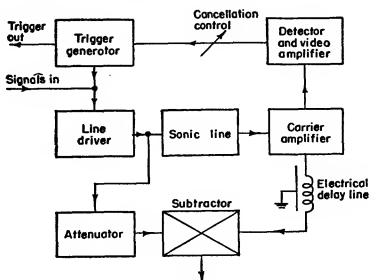 Trigger
out
Trigger
generator
Cancellation
control
Detector
and video
amplifier
Signals in
Line
driver
Sonic line
Carrier
amplifier
Electrical
delay line
Attenuator
Subtractor